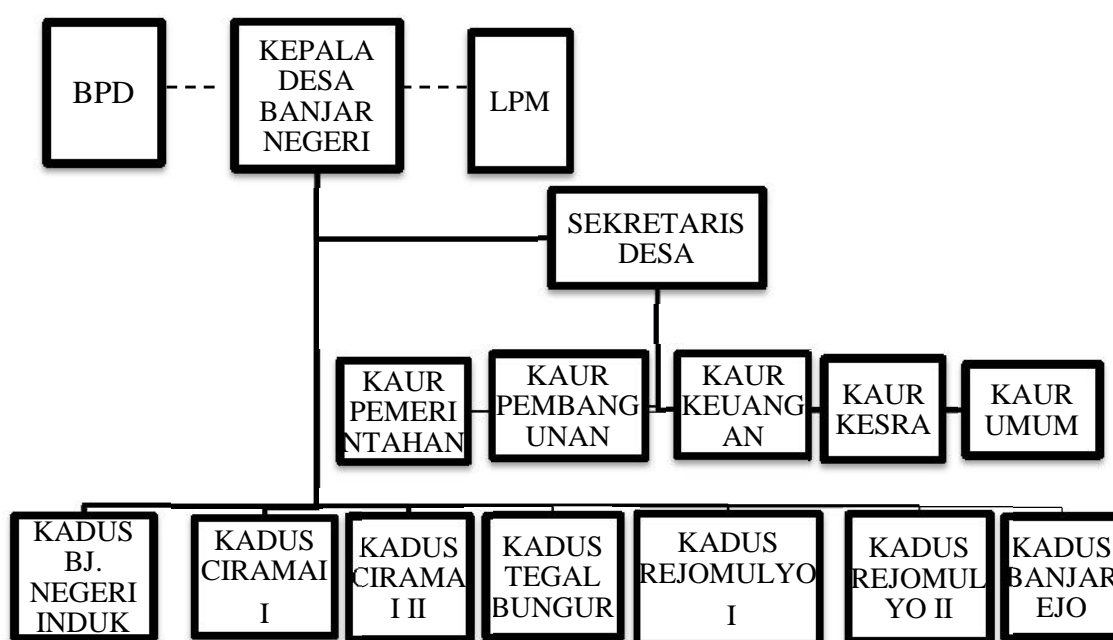 BPD
KEPALA
DESA
BANJAR
NEGERI
LPM
SEKRETARIS
DESA
KAUR
PEMERI
NTAHAN
KAUR
PEMBANG
UNAN
KAUR
KEUANG
AN
KAUR
KESRA
KAUR
UMUM
KADUS
BJ.
NEGERI
INDUK
KADUS
CIRAMAI
I
KADUS
CIRAMA
I II
KADUS
TEGAL
BUNGUR
KADUS
REJOMULYO
I
KADUS
REJOMUL
YO II
KADUS
BANJAR
EJO